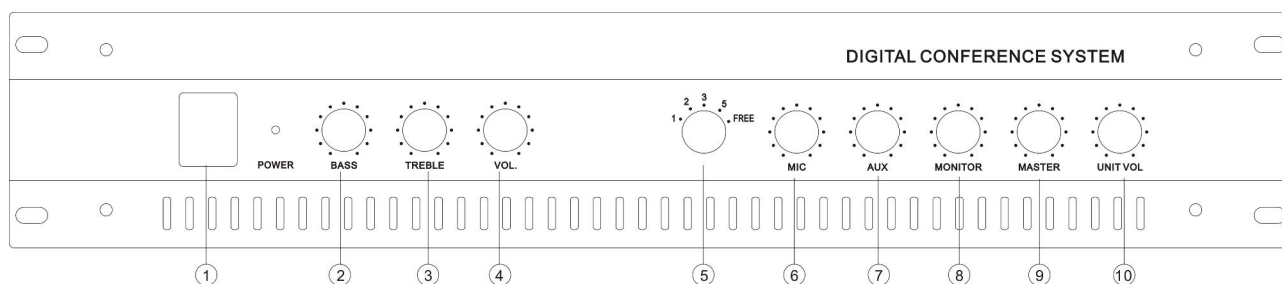 DIGITAL CONFERENCE SYSTEM
1 2 3 5 FREE
POWER BASS TREBLE VOL. MIC AUX MONITOR MASTER UNIT VOL
1 2 3 4 5 6 7 8 9 10